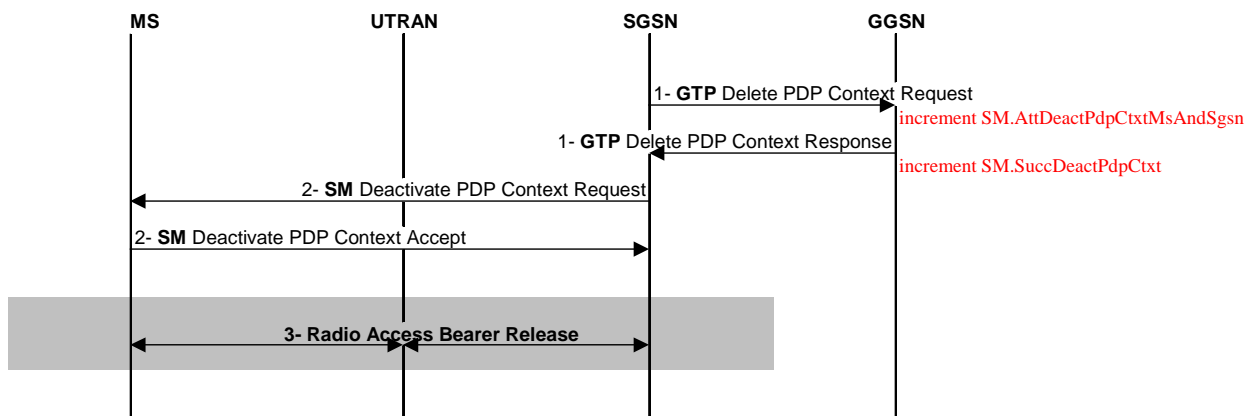 MS UTRAN SGSN GGSN
1- GTP Delete PDP Context Request
increment SM.AttDeactPdpCtxtMsAndSgsn
1- GTP Delete PDP Context Response
increment SM.SuccDeactPdpCtxt
2- SM Deactivate PDP Context Request
2- SM Deactivate PDP Context Accept
3- Radio Access Bearer Release